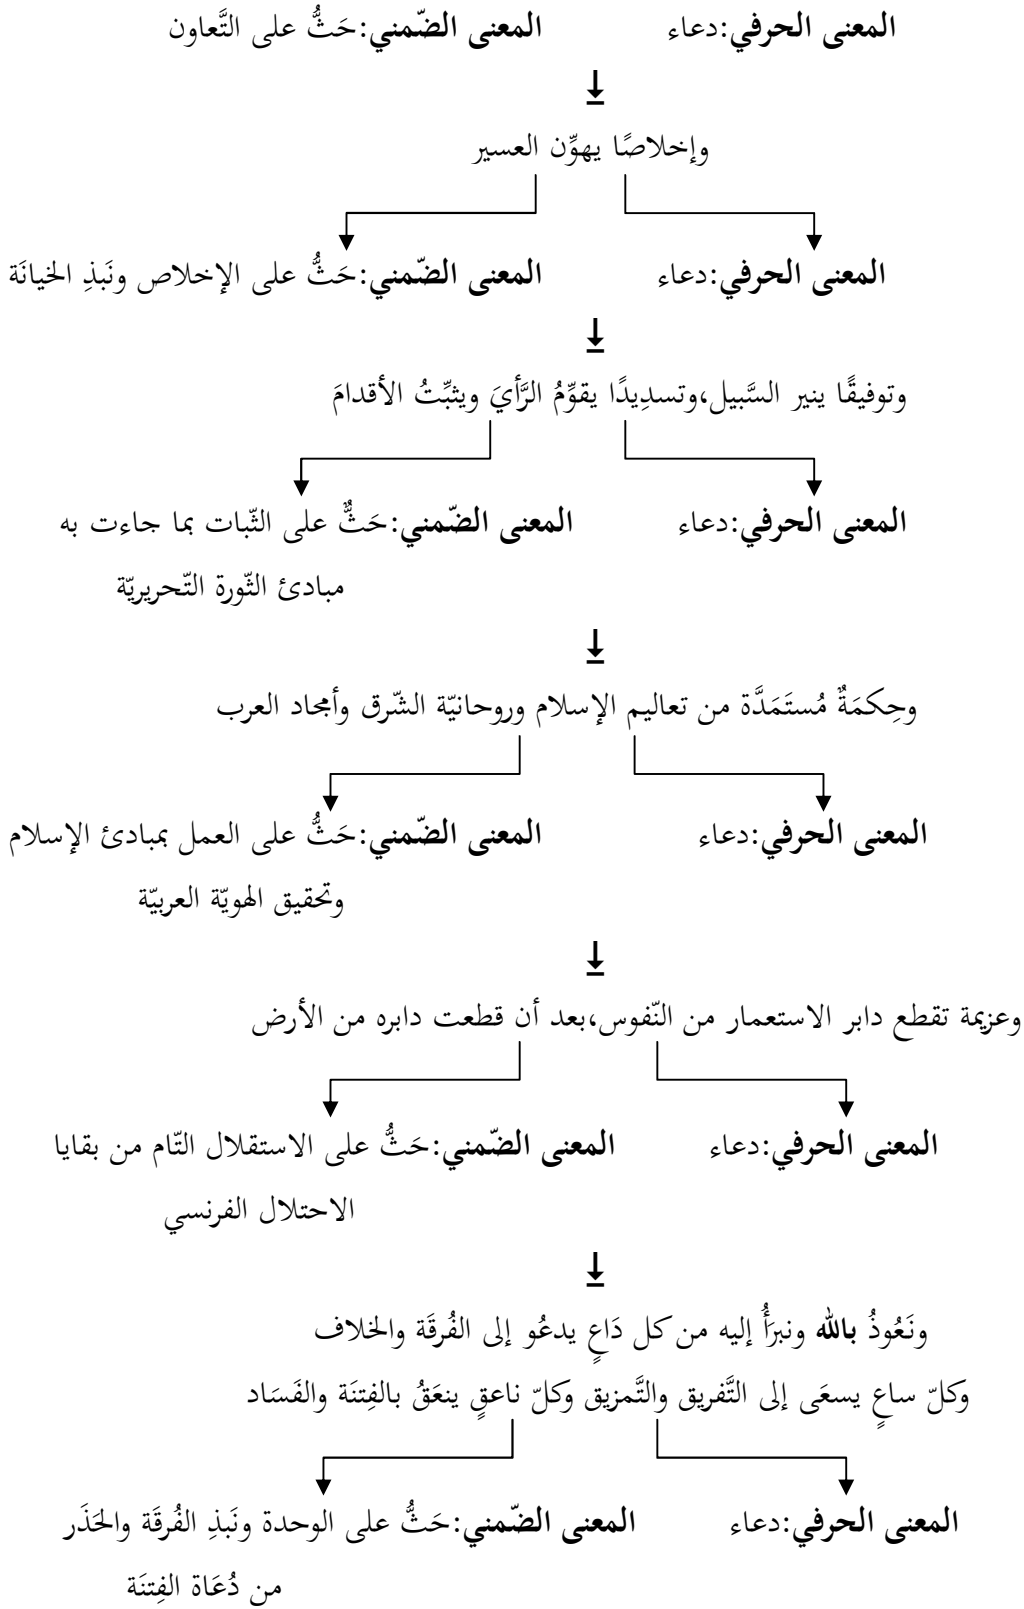 المعنى الحرفي:دعاء المعنى الضّمني:حَثُّ على التَّعاون
وإخلاصًا يهوِّن العسير
المعنى الحرفي:دعاء المعنى الضّمني:حَثُّ على الإخلاص ونَبذِ الخيانَة
وتوفيقًا ينير السَّبيل،وتسدِيدًا يقوِّمُ الرَّأيَ ويثبِّتُ الأقدامَ
المعنى الحرفي:دعاء المعنى الضّمني:حَثٌّ على الثّبات بما جاءت به
مبادئ الثّورة التّحريريّة
وحِكمَةٌ مُستَمَدَّة من تعاليم الإسلام وروحانيّة الشّرق وأمجاد العرب
المعنى الحرفي:دعاء المعنى الضّمني:حَثُّ على العمل بمبادئ الإسلام
وتحقيق الهويّة العربيّة
وعزيمة تقطع دابر الاستعمار من النّفوس،بعد أن قطعت دابره من الأرض
المعنى الحرفي:دعاء المعنى الضّمني:حَثُّ على الاستقلال التّام من بقايا
الاحتلال الفرنسي
ونَعُوذُ بالله ونبرَأُ إليه من كل دَاعٍ يدعُو إلى الفُرقَة والخلاف
وكلّ ساعٍ يسعَى إلى التَّفريق والتَّمزيق وكلّ ناعقٍ ينعَقُ بالفِتنَة والفَسَاد
المعنى الحرفي:دعاء المعنى الضّمني:حَثُّ على الوحدة ونَبذِ الفُرقَة والحَذَر
من دُعَاة الفِتنَة